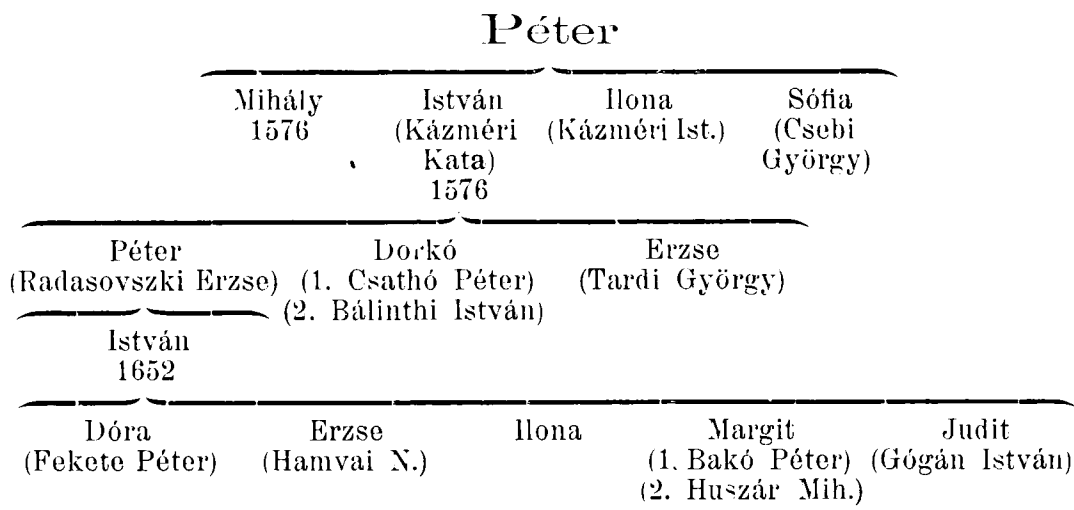 Péter
Mihály István Ilona Sófia
1576 (Kázméri (Kázméri Ist.) (Csebi
Kata) György)
1576
Péter Dorkó Erzse
(Radasovszki Erzse) (1. Csathó Péter) (Tardi György)
(2. Bálinthi István)
István
1652
Dóra Erzse Ilona Margit Judit
(Fekete Péter) (Hamvai N.) (1. Bakó Péter) (Gógán István)
(2. Huszár Mih.)